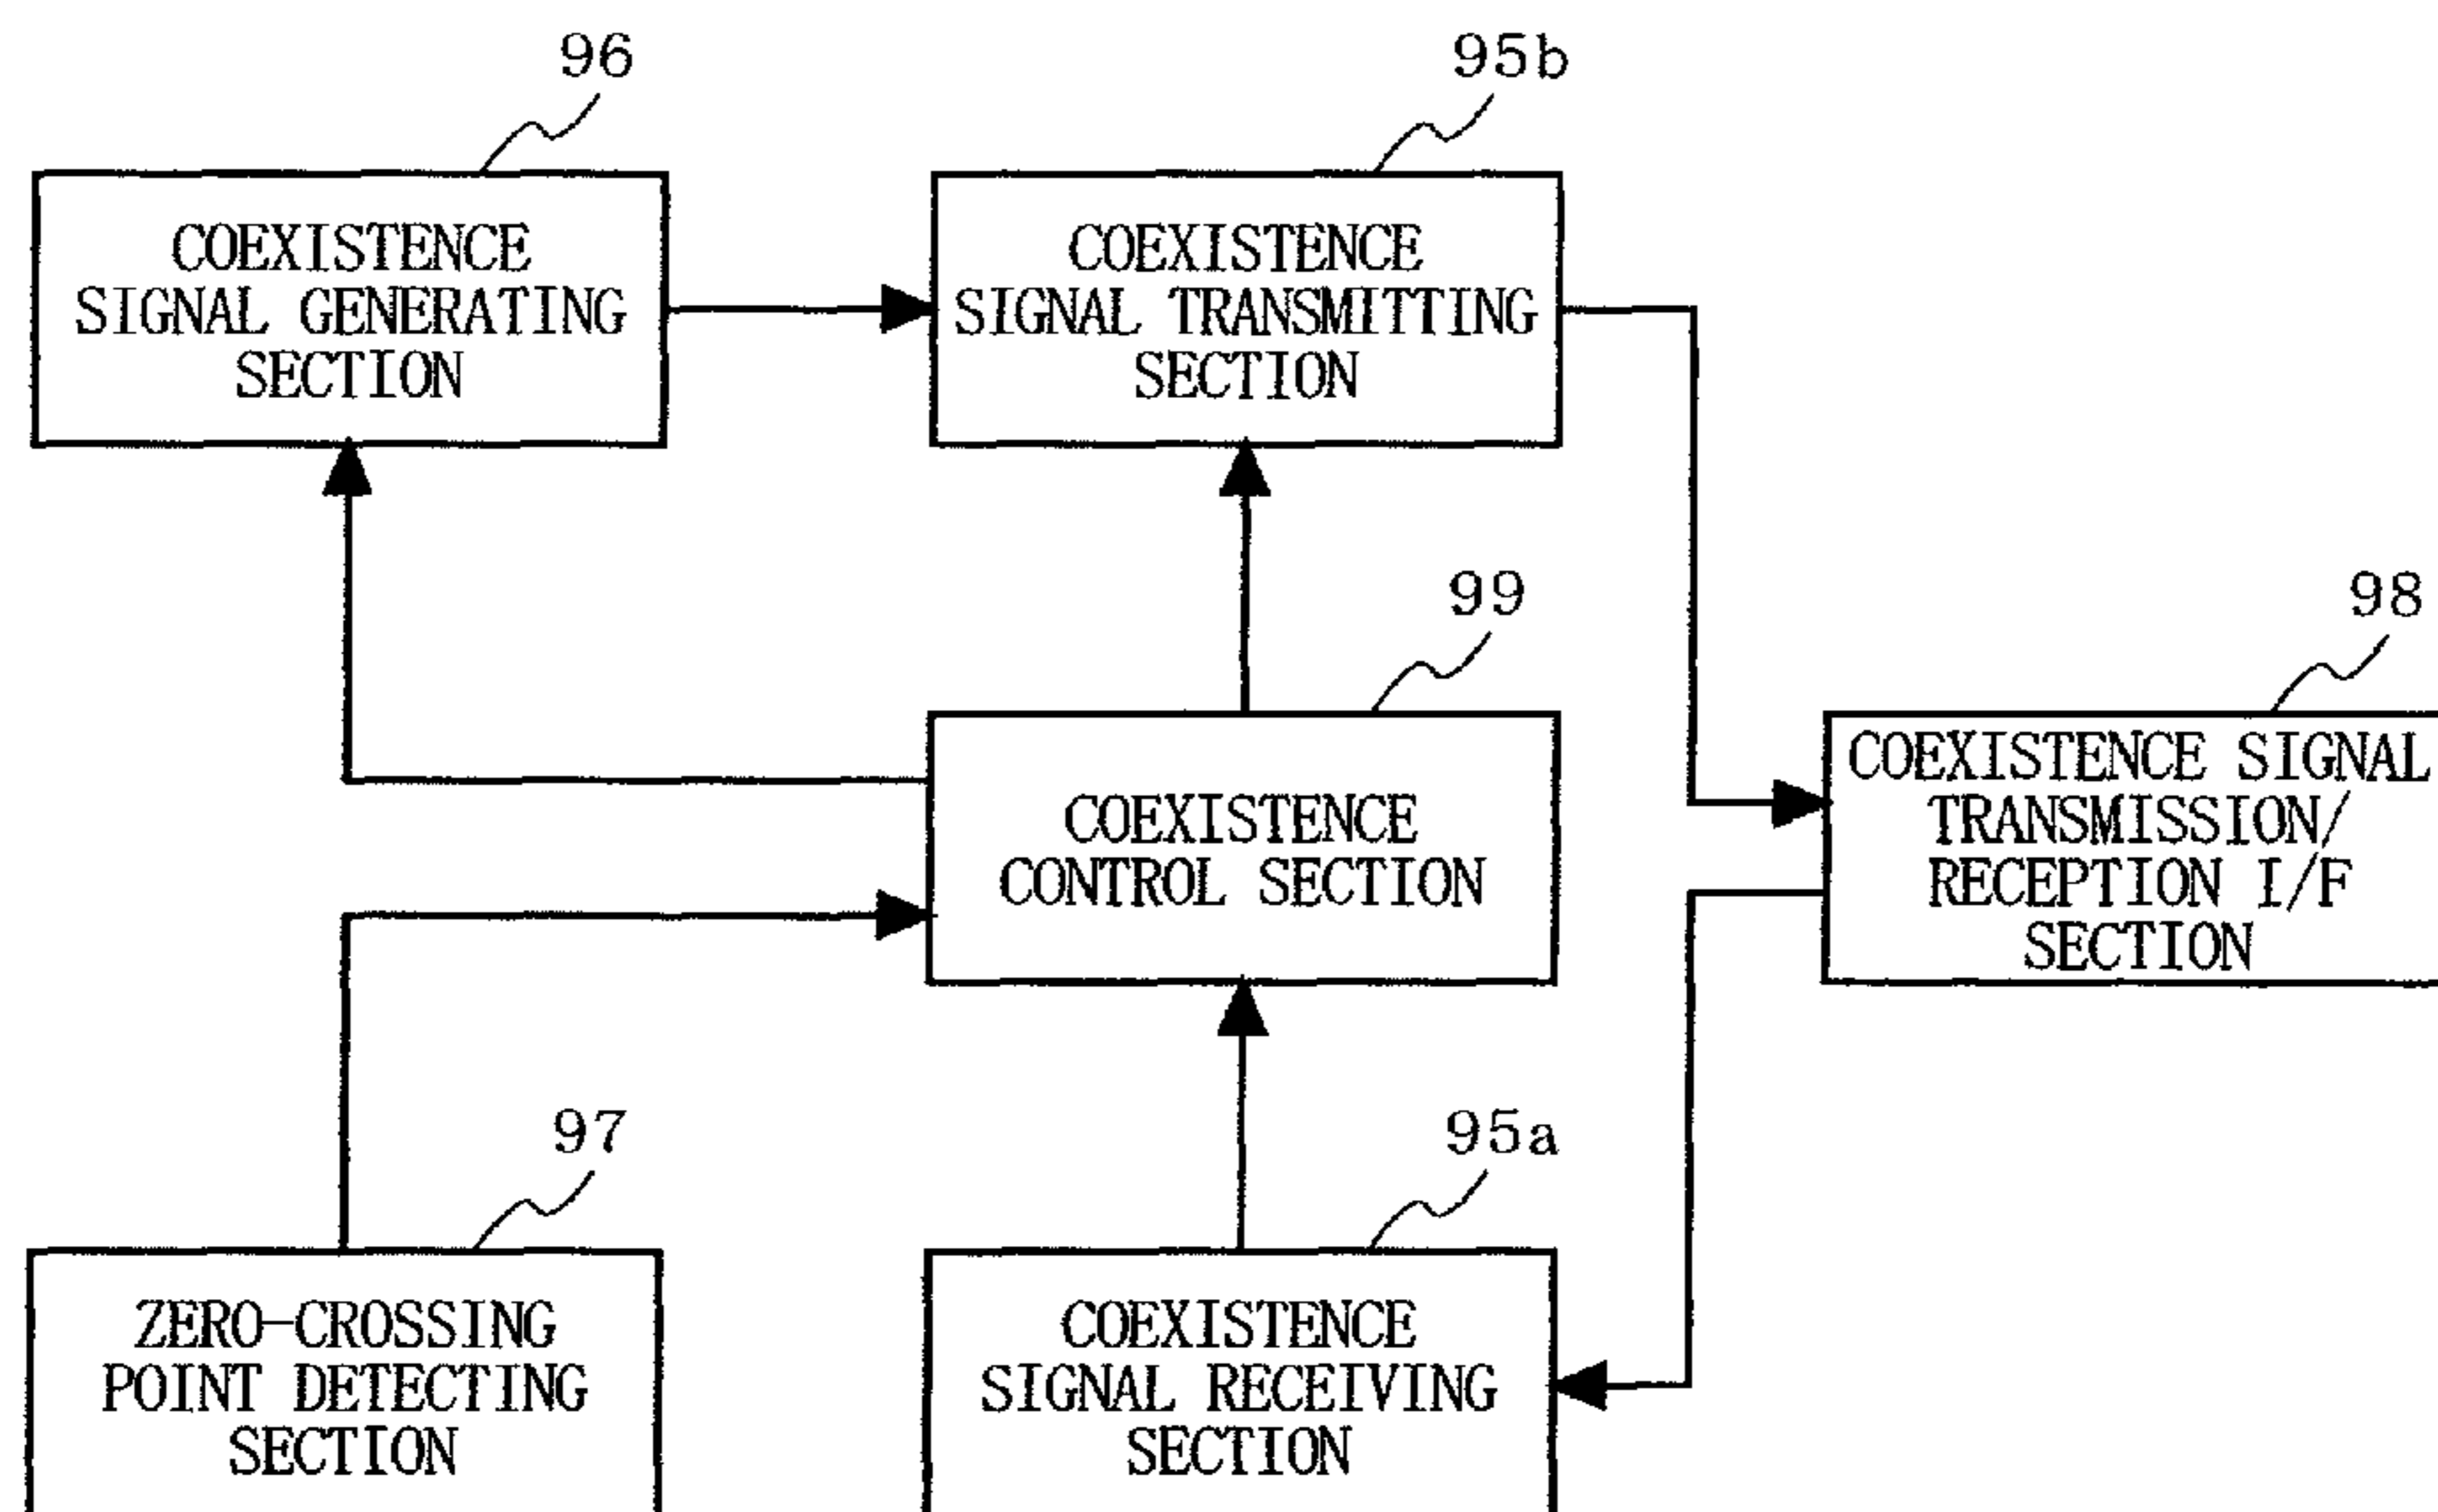 96
COEXISTENCE
SIGNAL GENERATING
SECTION
95b
COEXISTENCE
SIGNAL TRANSMITTING
SECTION
99
COEXISTENCE
CONTROL SECTION
98
COEXISTENCE SIGNAL
TRANSMISSION/
RECEPTION I/F
SECTION
97
ZERO-CROSSING
POINT DETECTING
SECTION
95a
COEXISTENCE
SIGNAL RECEIVING
SECTION